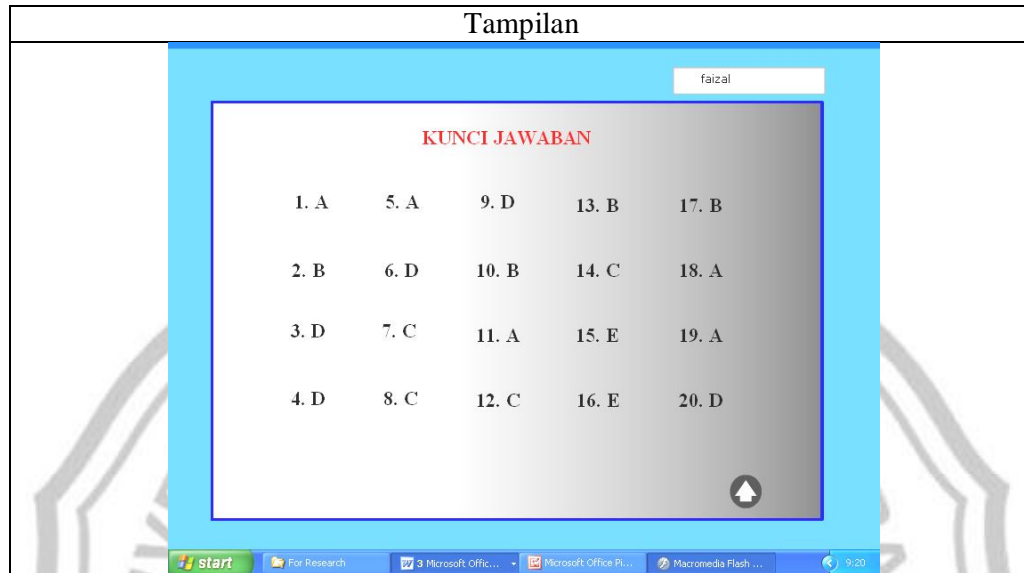 Tampilan
faizal
KUNCI JAWABAN
1. A 5. A 9. D 13. B 17. B
2. B 6. D 10. B 14. C 18. A
3. D 7. C 11. A 15. E 19. A
4. D 8. C 12. C 16. E 20. D
start For Research 3 Microsoft Offic... Microsoft Office Pi... Macromedia Flash ... 9:20